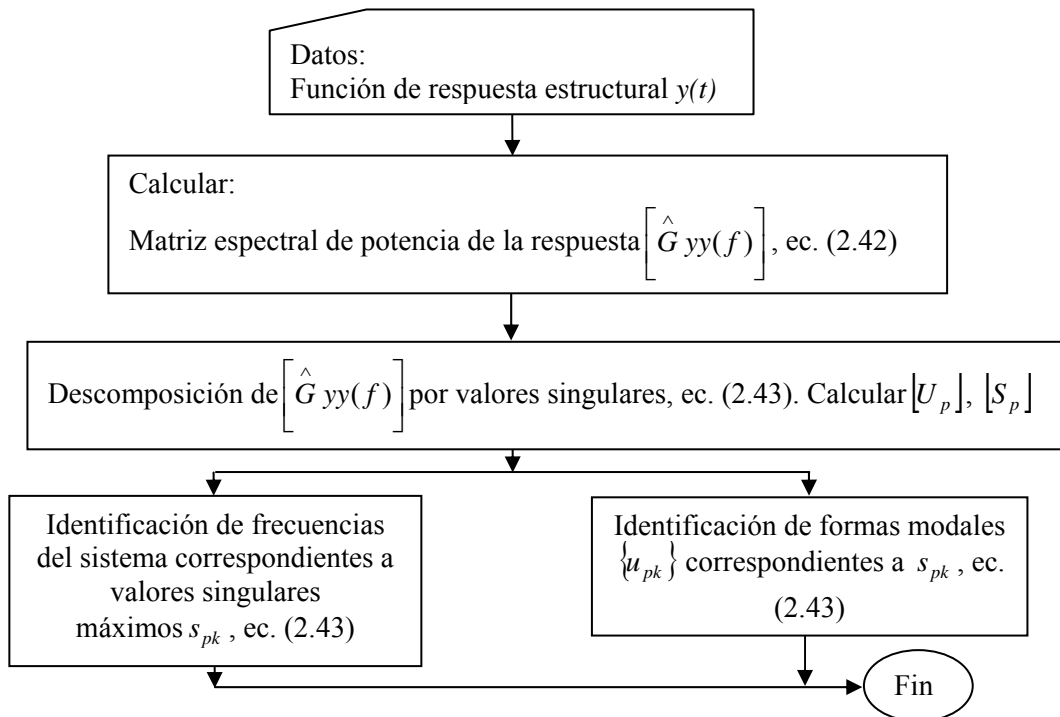 Datos:
Función de respuesta estructural y(t)
Calcular:
Matriz espectral de potencia de la respuesta [Ĝ yy(f)] , ec. (2.42)
Descomposición de [Ĝ yy(f)] por valores singulares, ec. (2.43). Calcular ⌊U_p⌋, ⌊S_p⌋
Identificación de frecuencias
del sistema correspondientes a
valores singulares
máximos s_pk , ec. (2.43)
Identificación de formas modales
{u_pk} correspondientes a s_pk , ec.
(2.43)
Fin